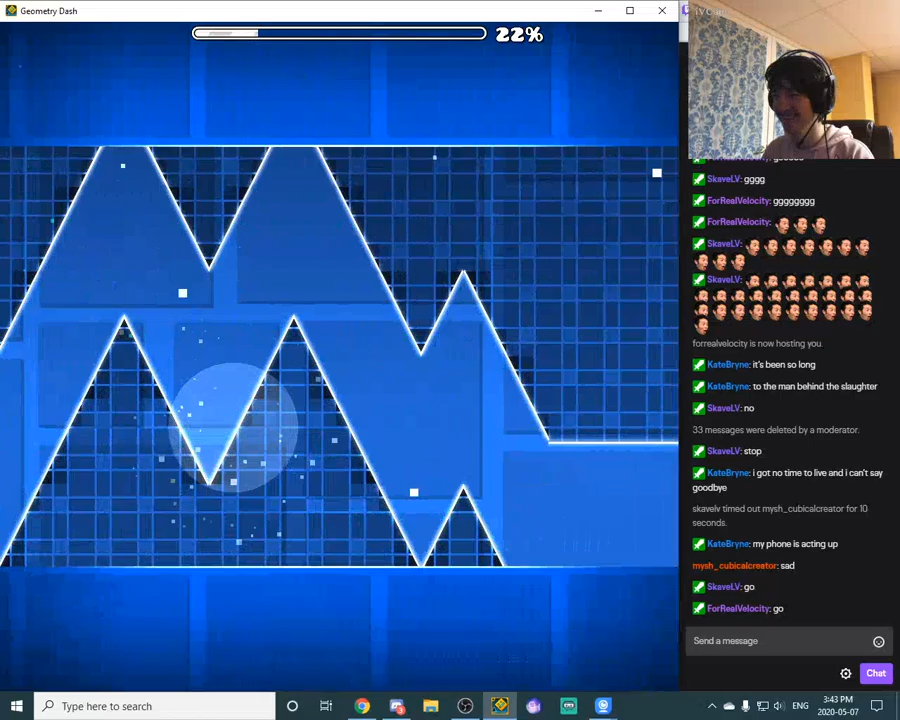 Geometry Dash
22%
iVCam
SkaveLV: gggg
ForRealVelocity: gggggggg
ForRealVelocity:
SkaveLV:
SkaveLV:
forrealvelocity is now hosting you.
KateBryne: it's been so long
KateBryne: to the man behind the slaughter
SkaveLV: no
33 messages were deleted by a moderator.
SkaveLV: stop
KateBryne: i got no time to live and i can't say
goodbye
skavelv timed out mysh_cubicalcreator for 10
seconds.
KateBryne: my phone is acting up
mysh_cubicalcreator: sad
SkaveLV: go
ForRealVelocity: go
Send a message
Chat
Type here to search
ENG
3:43 PM
2020-05-07